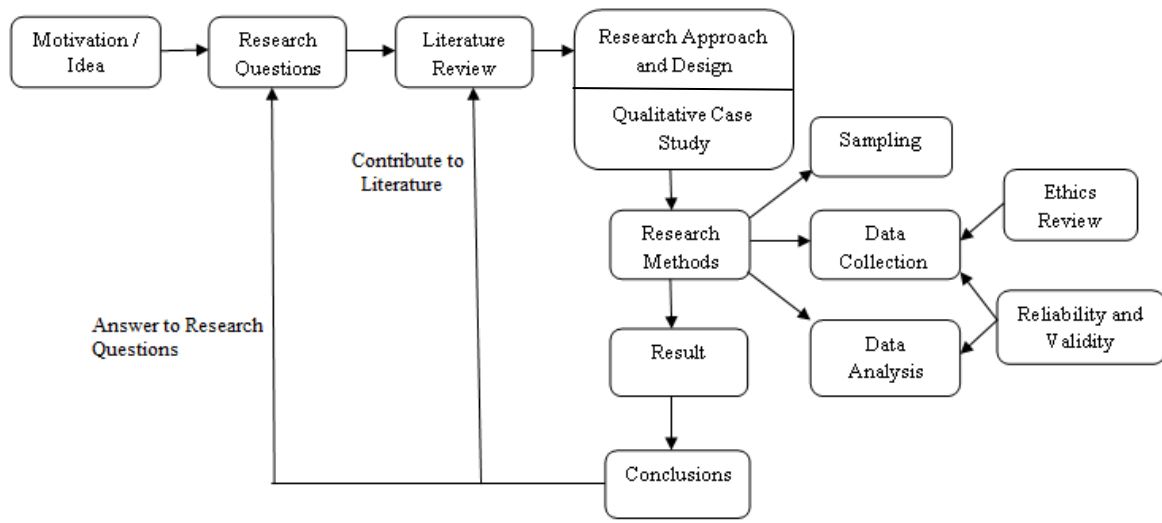 Motivation /
Idea
Research
Questions
Literature
Review
Research Approach
and Design
Qualitative Case
Study
Sampling
Contribute to
Literature
Ethics
Review
Research
Methods
Data
Collection
Answer to Research
Questions
Reliability and
Validity
Result
Data
Analysis
Conclusions